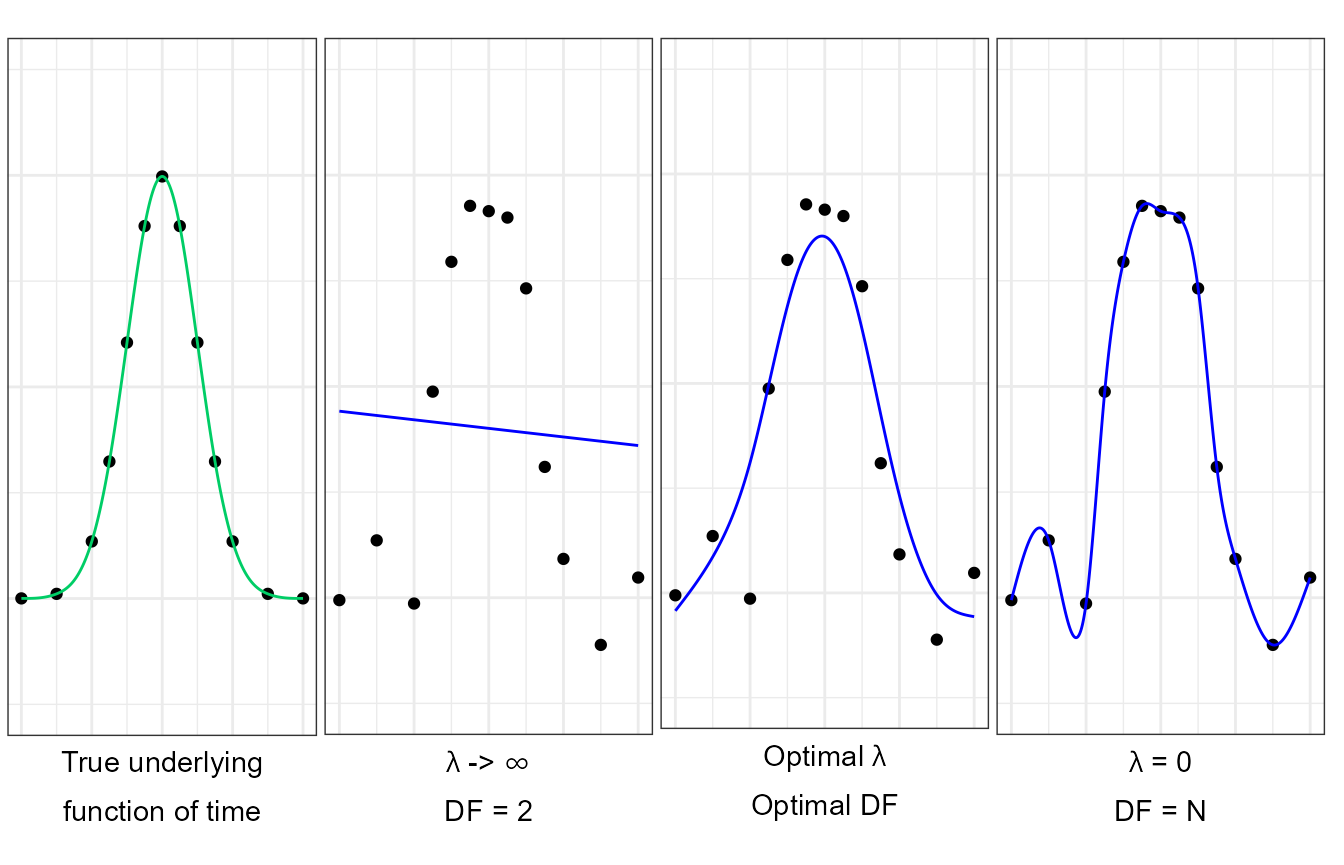 True underlying
function of time
λ -> ∞
DF = 2
Optimal λ
Optimal DF
λ = 0
DF = N